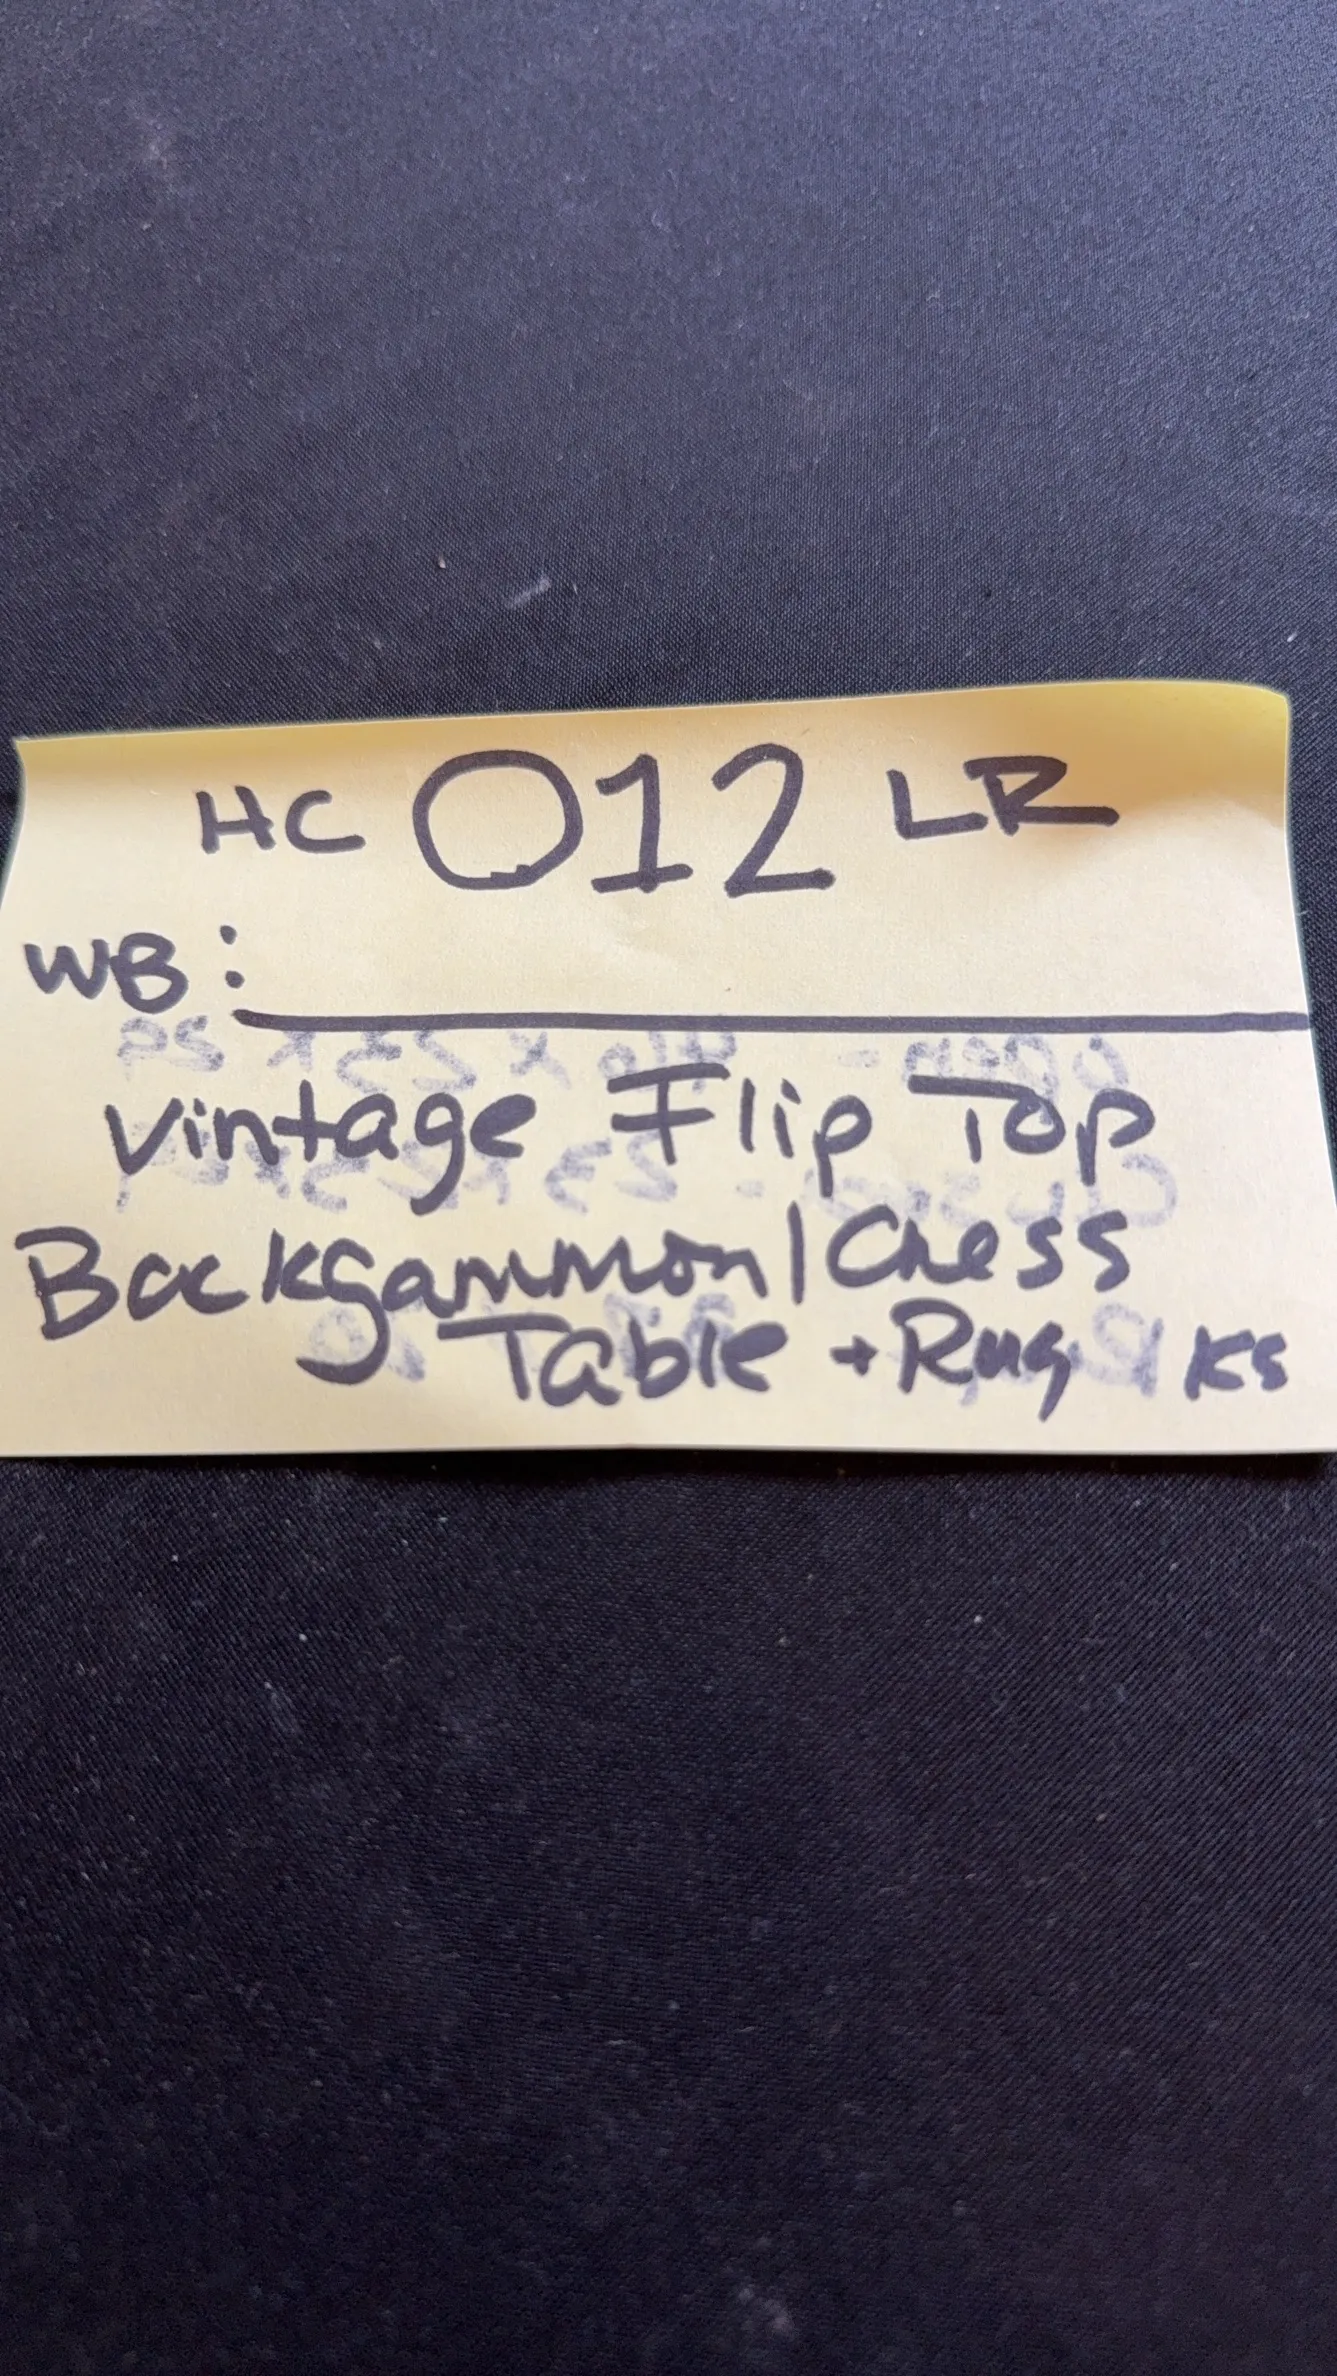 HC 012 LR
WB:
Vintage Flip Top
Backgammon/Chess
Table + Rug KS